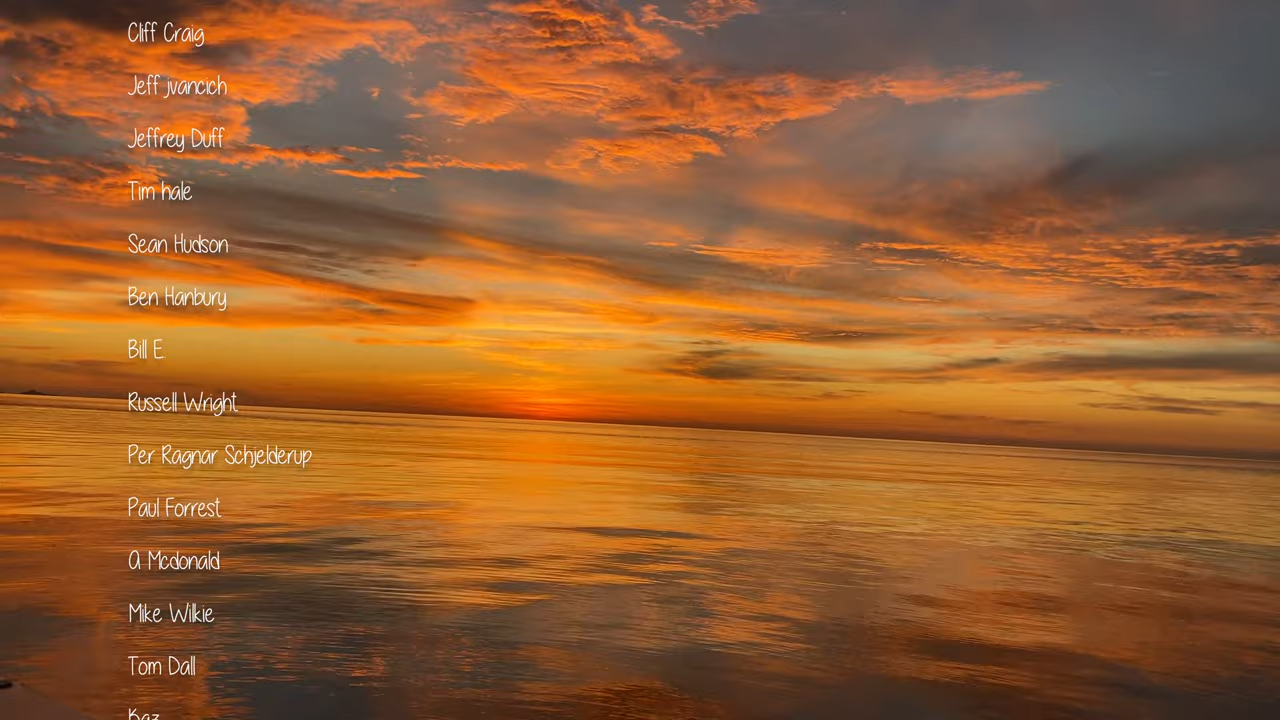 Cliff Craig
Jeff jvancich
Jeffrey Duff
Tim hale
Sean Hudson
Ben Hanbury
Bill E
Russell Wright
Per Ragnar Schjelderup
Paul Forrest
A Mcdonald
Mike Wilkie
Tom Dall